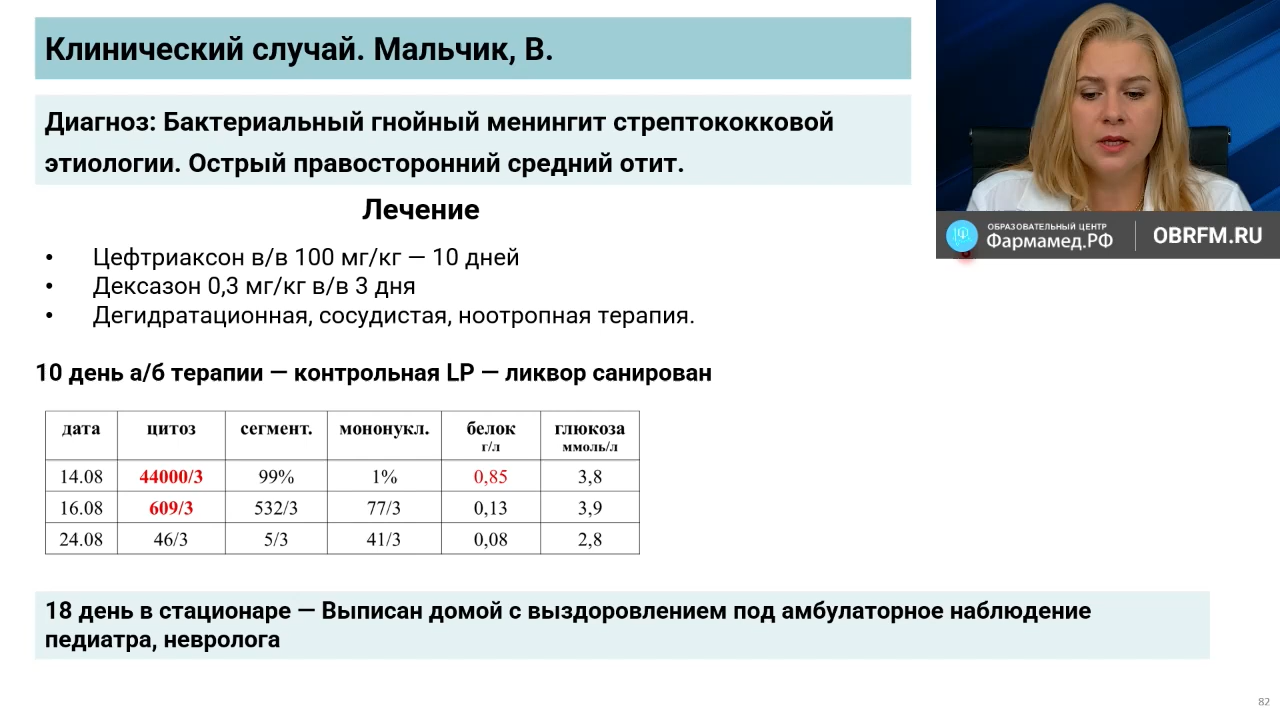 Клинический случай. Мальчик, В.
Диагноз: Бактериальный гнойный менингит стрептококковой
этиологии. Острый правосторонний средний отит.
Лечение
• Цефтриаксон в/в 100 мг/кг — 10 дней
• Дексазон 0,3 мг/кг в/в 3 дня
• Дегидратационная, сосудистая, ноотропная терапия.
10 день а/б терапии — контрольная LP — ликвор санирован
дата цитоз сегмент. мононукл. белок г/л глюкоза ммоль/л
14.08 44000/3 99% 1% 0,85 3,8
16.08 609/3 532/3 77/3 0,13 3,9
24.08 46/3 5/3 41/3 0,08 2,8
18 день в стационаре — Выписан домой с выздоровлением под амбулаторное наблюдение
педиатра, невролога
ОБРАЗОВАТЕЛЬНЫЙ ЦЕНТР
Фармамед.РФ
OBRFM.RU
82